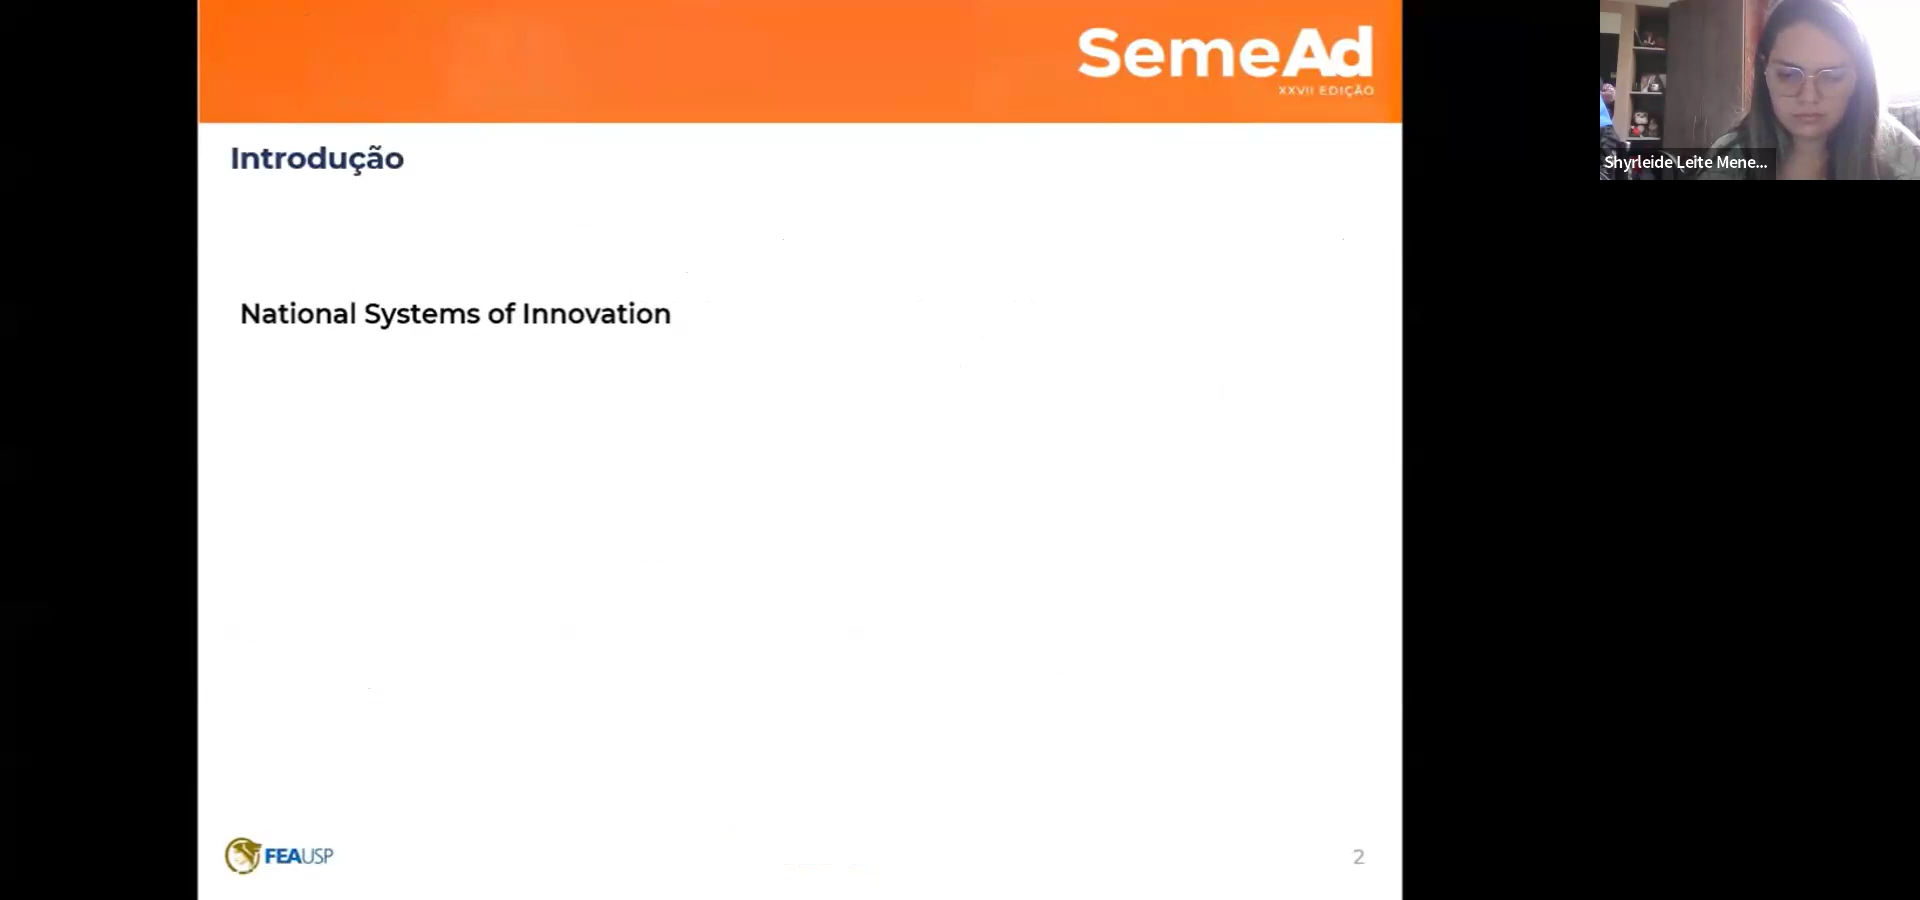 SemeAd
XXVII EDIÇÃO
Shyrleide Leite Mene...
Introdução
National Systems of Innovation
FEAUSP
2